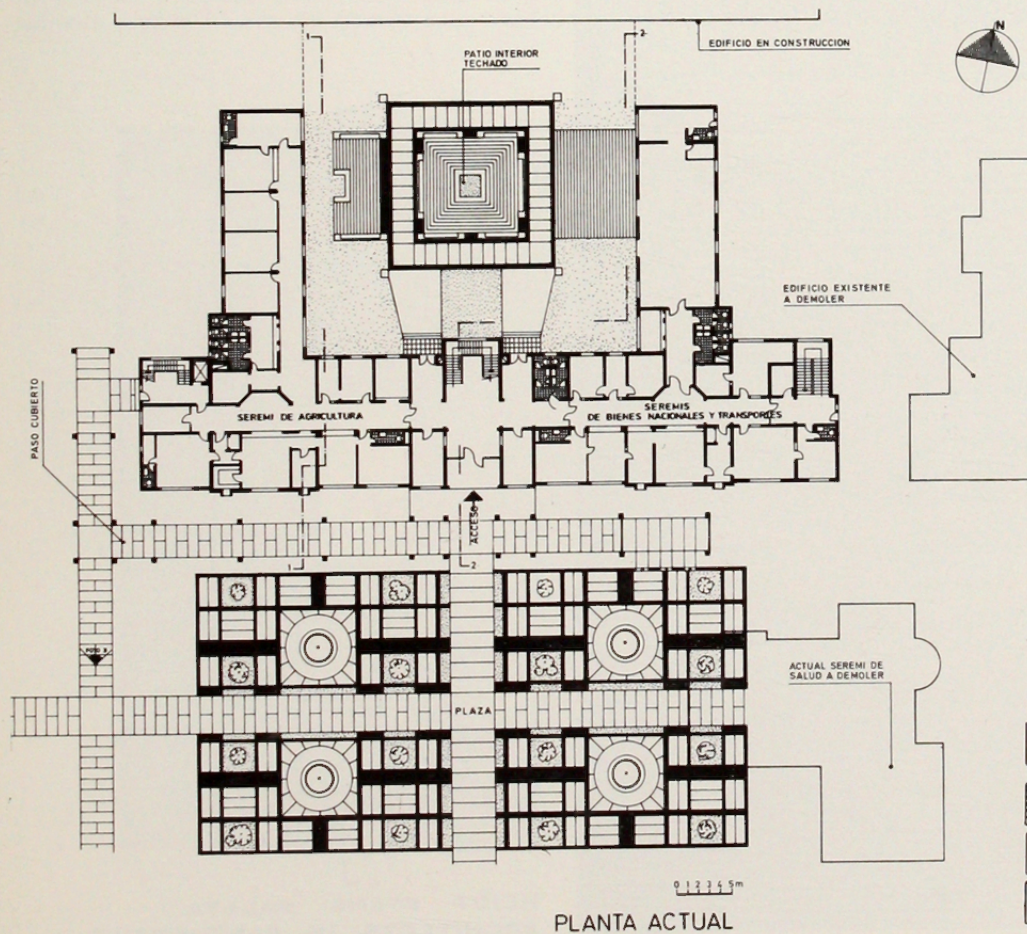 N
1
2
EDIFICIO EN CONSTRUCCION
PATIO INTERIOR
TECHADO
EDIFICIO EXISTENTE
A DEMOLER
PASO CUBIERTO
SEREMI DE AGRICULTURA
SEREMIS
DE BIENES NACIONALES Y TRANSPORTES
ACCESO
1
2
ACTUAL SEREMI DE
SALUD A DEMOLER
PLAZA
0 1 2 3 4 5m
PLANTA ACTUAL